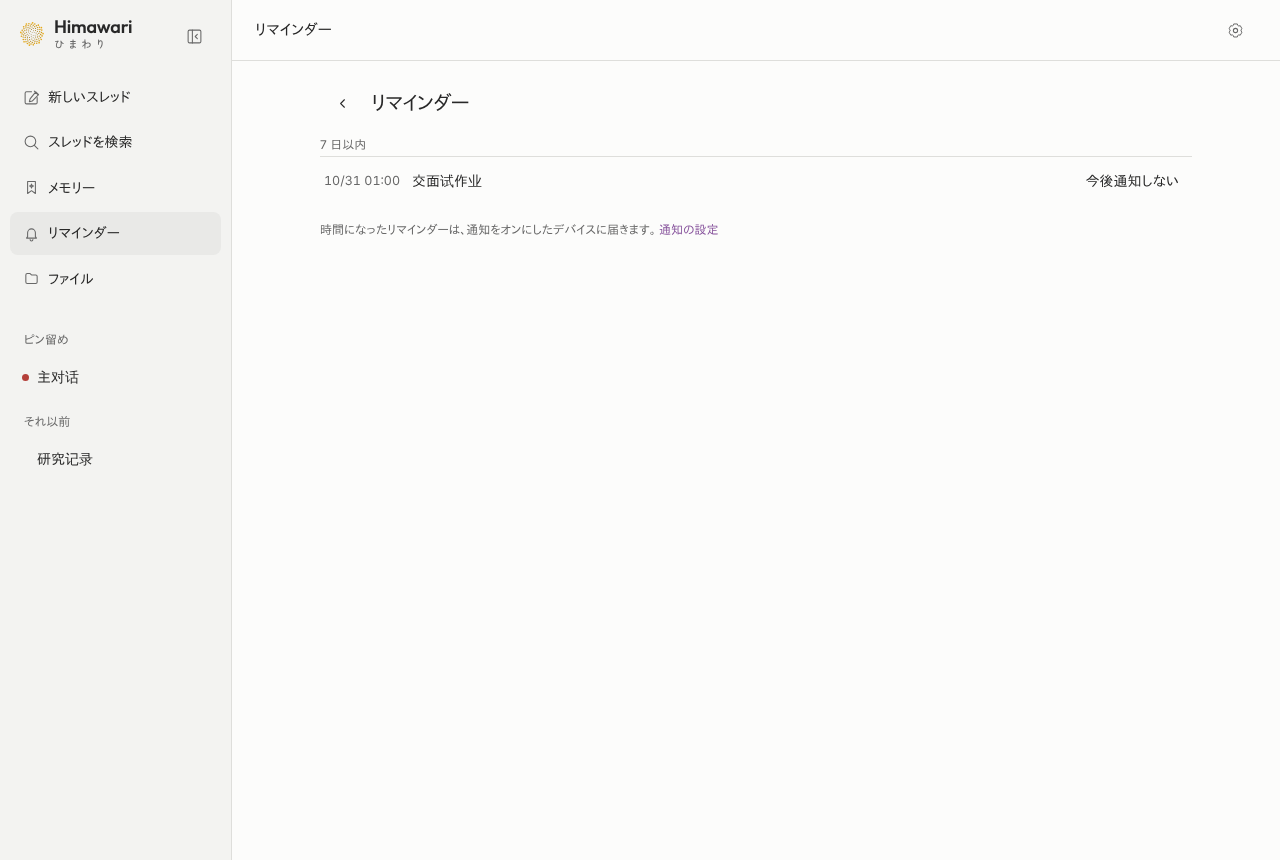 Himawari
ひまわり
新しいスレッド
スレッドを検索
メモリー
リマインダー
ファイル
ピン留め
主对话
それ以前
研究记录
リマインダー
リマインダー
7 日以内
10/31 01:00 交面试作业 今後通知しない
時間になったリマインダーは、通知をオンにしたデバイスに届きます。通知の設定